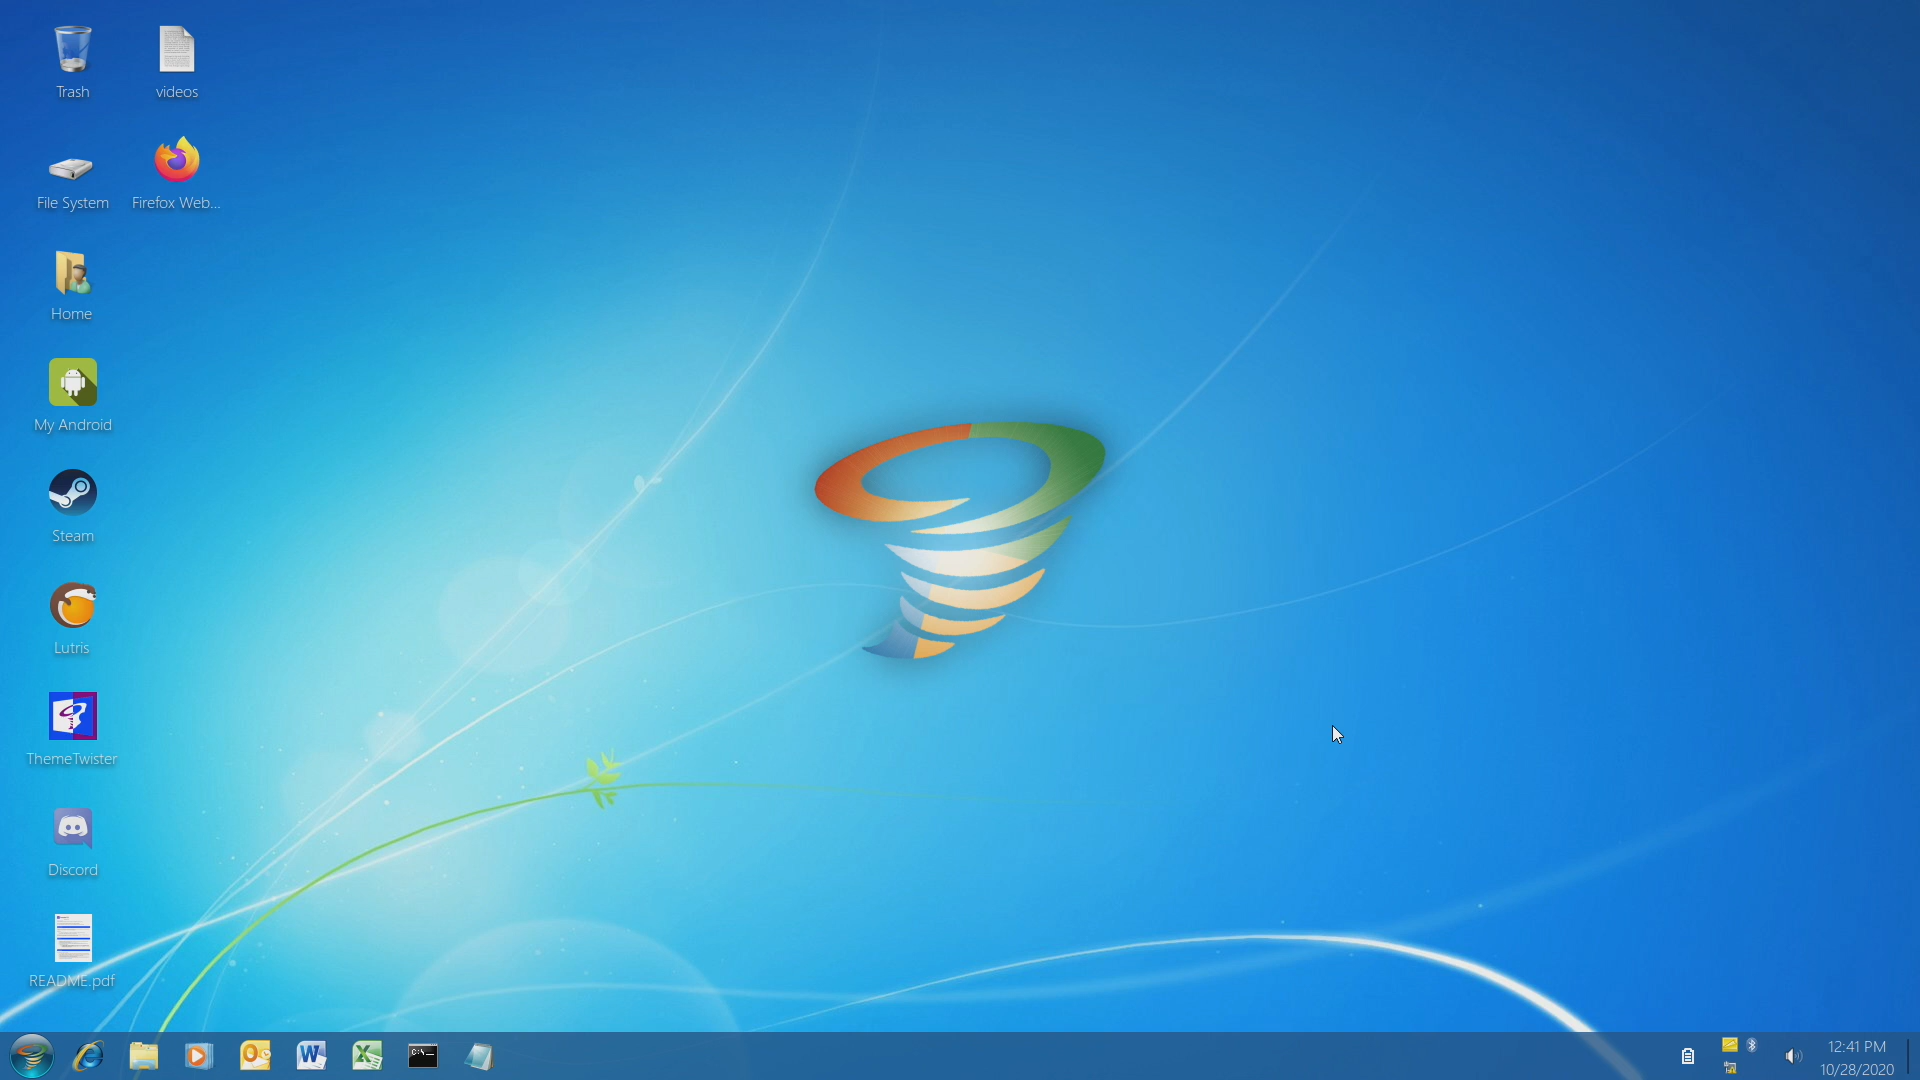 Trash
videos
File System
Firefox Web...
Home
My Android
Steam
Lutris
ThemeTwister
Discord
README.pdf
C:\._
12:41 PM
10/28/2020